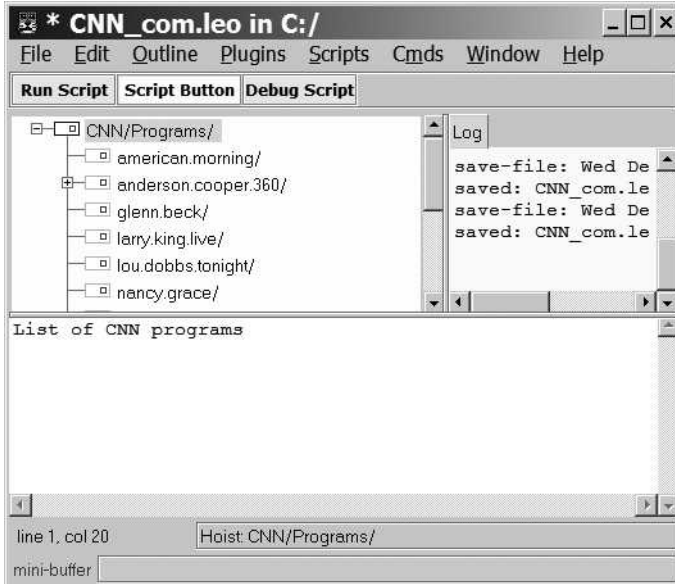 * CNN_com.leo in C:/
File Edit Outline Plugins Scripts Cmds Window Help
Run Script Script Button Debug Script
CNN/Programs/
american.morning/
anderson.cooper.360/
glenn.beck/
larry.king.live/
lou.dobbs.tonight/
nancy.grace/
Log
save-file: Wed De
saved: CNN_com.le
save-file: Wed De
saved: CNN_com.le
List of CNN programs
line 1, col 20
Hoist: CNN/Programs/
mini-buffer